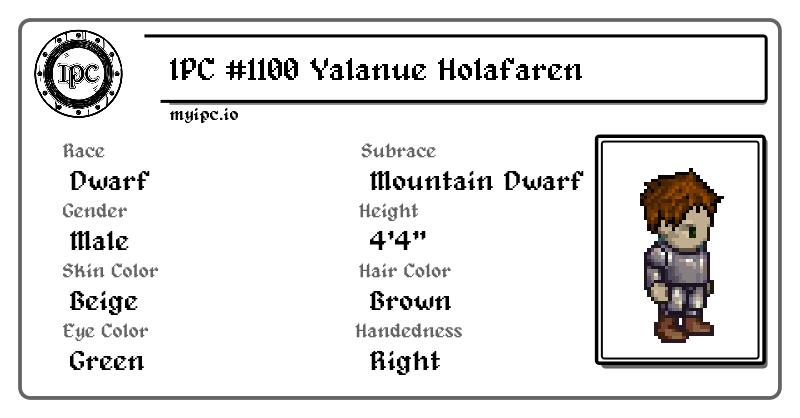 IPC
IPC #1100 Yalanue Holafaren
myipc.io
Race
Subrace
Dwarf
Mountain Dwarf
Gender
Height
Male
4'4"
Skin Color
Hair Color
Beige
Brown
Eye Color
Handedness
Green
Right